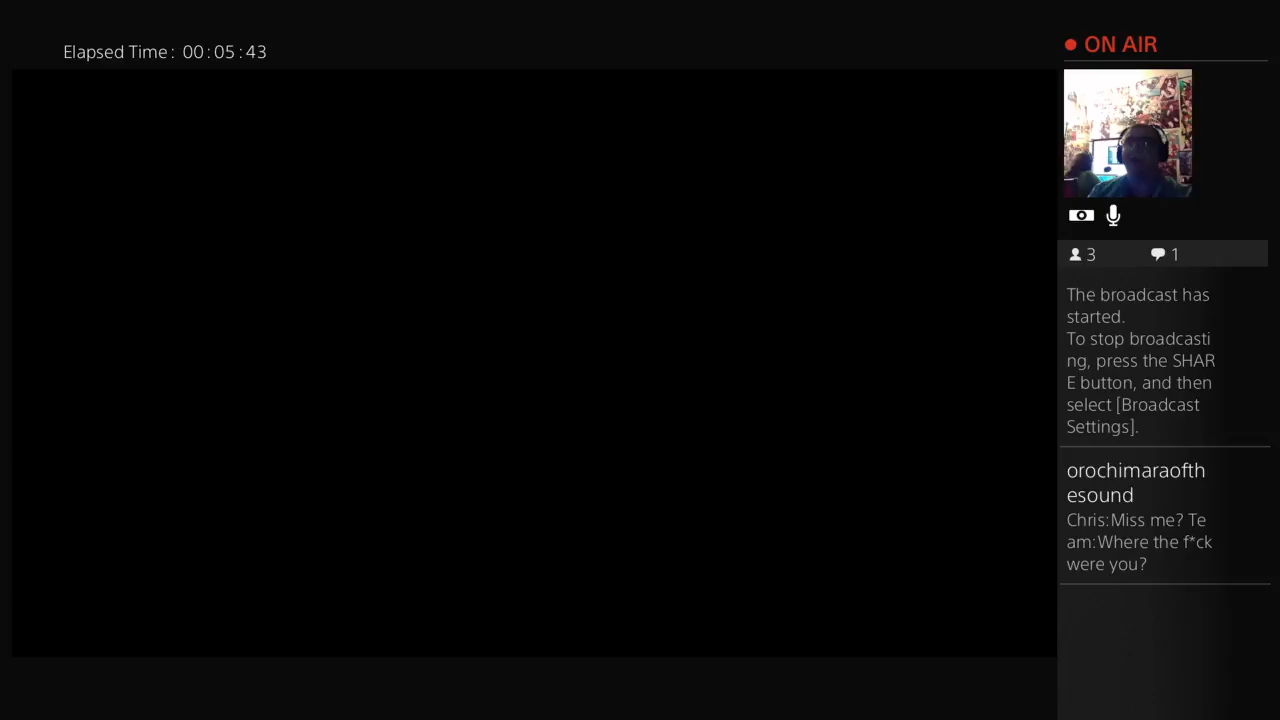 Elapsed Time: 00:05:43
ON AIR
3 1
The broadcast has
started.
To stop broadcasti
ng, press the SHAR
E button, and then
select [Broadcast
Settings].
orochimaraofth
esound
Chris:Miss me? Te
am:Where the f*ck
were you?